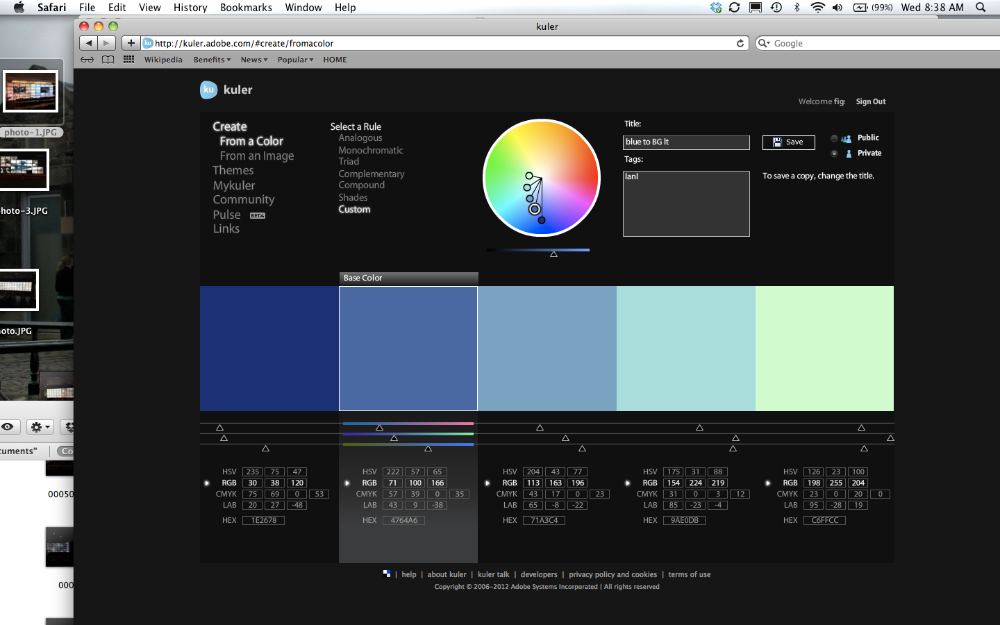 Safari File Edit View History Bookmarks Window Help (99%) Wed 8:38 AM
kuler
ku http://kuler.adobe.com/#create/fromacolor Google
Wikipedia Benefits News Popular HOME
photo-1.JPG
hoto-3.JPG
oto.JPG
cuments" Co
00050
000
ku kuler
Welcome fig: Sign Out
Create
From a Color
From an Image
Themes
Mykuler
Community
Pulse BETA
Links
Select a Rule
Analogous
Monochromatic
Triad
Complementary
Compound
Shades
Custom
Title:
blue to BG lt
Save
Public
Private
Tags:
lanl
To save a copy, change the title.
Base Color
HSV 235 75 47
RGB 30 38 120
CMYK 75 69 0 53
LAB 20 27 -48
HEX 1E2678
HSV 222 57 65
RGB 71 100 166
CMYK 57 39 0 35
LAB 43 9 -38
HEX 4764A6
HSV 204 43 77
RGB 113 163 196
CMYK 43 17 0 23
LAB 65 -8 -22
HEX 71A3C4
HSV 175 31 88
RGB 154 224 219
CMYK 31 0 3 12
LAB 85 -23 -4
HEX 9AE0DB
HSV 126 23 100
RGB 198 255 204
CMYK 23 0 20 0
LAB 95 -28 19
HEX C6FFCC
| help | about kuler | kuler talk | developers | privacy policy and cookies | terms of use
Copyright © 2006-2012 Adobe Systems Incorporated | All rights reserved